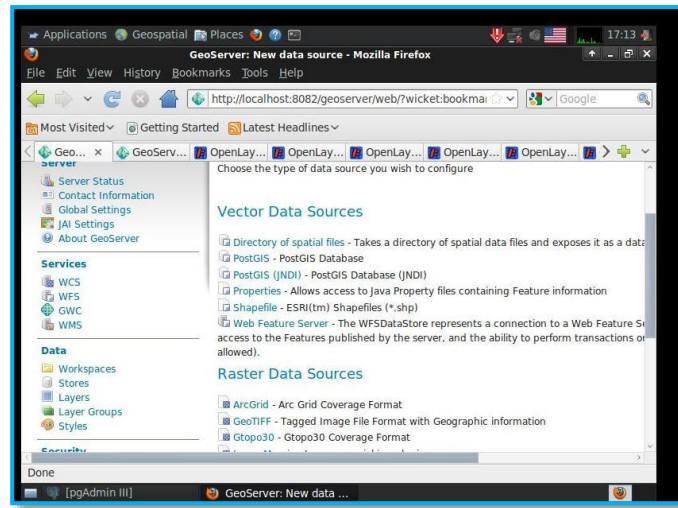 Applications Geospatial Places 17:13
GeoServer: New data source - Mozilla Firefox
File Edit View History Bookmarks Tools Help
http://localhost:8082/geoserver/web/?wicket:bookmar Google
Most Visited Getting Started Latest Headlines
Geo... GeoServ... OpenLay... OpenLay... OpenLay... OpenLay... OpenLay...
Server
Choose the type of data source you wish to configure
Server Status
Contact Information
Global Settings
JAI Settings
About GeoServer
Services
WCS
WFS
GWC
WMS
Data
Workspaces
Stores
Layers
Layer Groups
Styles
Security
Vector Data Sources
Directory of spatial files - Takes a directory of spatial data files and exposes it as a data
PostGIS - PostGIS Database
PostGIS (JNDI) - PostGIS Database (JNDI)
Properties - Allows access to Java Property files containing Feature information
Shapefile - ESRI(tm) Shapefiles (*.shp)
Web Feature Server - The WFSDataStore represents a connection to a Web Feature Se
access to the Features published by the server, and the ability to perform transactions on
allowed).
Raster Data Sources
ArcGrid - Arc Grid Coverage Format
GeoTIFF - Tagged Image File Format with Geographic information
Gtopo30 - Gtopo30 Coverage Format
Done
[pgAdmin III] GeoServer: New data ...